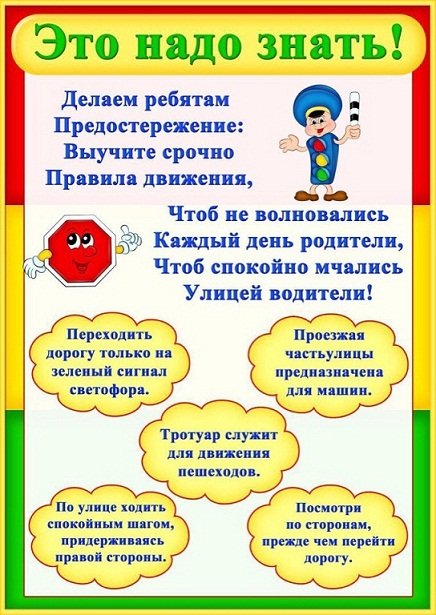 Это надо знать!
Делаем ребятам
Предостережение:
Выучите срочно
Правила движения,
Чтоб не волновались
Каждый день родители,
Чтоб спокойно мчались
Улицей водители!
Переходить
дорогу только на
зеленый сигнал
светофора.
Проезжая
частьулицы
предназначена
для машин.
Тротуар служит
для движения
пешеходов.
По улице ходить
спокойным шагом,
придерживаясь
правой стороны.
Посмотри
по сторонам,
прежде чем перейти
дорогу.